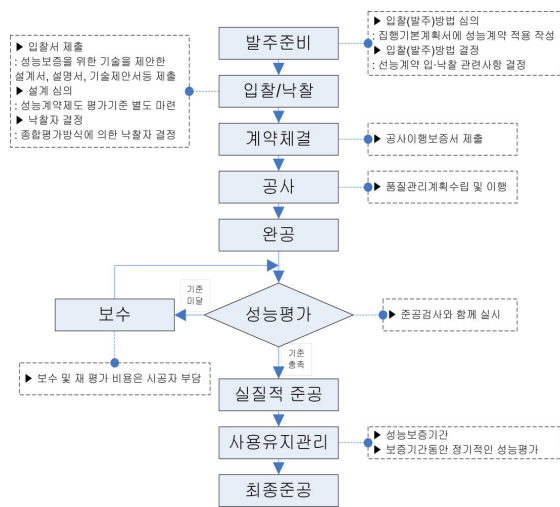 발주준비
▶ 입찰(발주)방법 심의
: 집행기본계획서에 성능계약 적용 작성
▶ 입찰(발주)방법 결정
: 선능계약 입·낙찰 관련사항 결정
▶ 입찰서 제출
: 성능보증을 위한 기술을 제안한
설계서, 설명서, 기술제안서등 제출
▶ 설계 심의
: 성능계약제도 평가기준 별도 마련
▶ 낙찰자 결정
: 종합평가방식에 의한 낙찰자 결정
입찰/낙찰
계약체결
▶ 공사이행보증서 제출
공사
▶ 품질관리계획수립 및 이행
완공
기준
미달
보수
성능평가
▶ 준공검사와 함께 실시
▶ 보수 및 재 평가 비용은 시공자 부담
기준
충족
실질적 준공
사용유지관리
▶ 성능보증기간
▶ 보증기간동안 정기적인 성능평가
최종준공